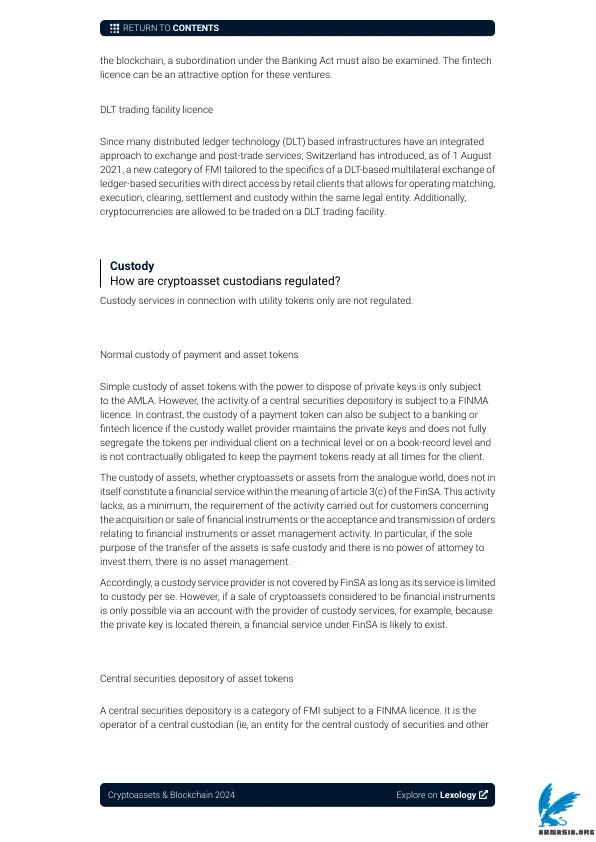 RETURN TO CONTENTS
the blockchain, a subordination under the Banking Act must also be examined. The fintech
licence can be an attractive option for these ventures.
DLT trading facility licence
Since many distributed ledger technology (DLT) based infrastructures have an integrated
approach to exchange and post-trade services, Switzerland has introduced, as of 1 August
2021, a new category of FMI tailored to the specifics of a DLT-based multilateral exchange of
ledger-based securities with direct access by retail clients that allows for operating matching,
execution, clearing, settlement and custody within the same legal entity. Additionally,
cryptocurrencies are allowed to be traded on a DLT trading facility.
Custody
How are cryptoasset custodians regulated?
Custody services in connection with utility tokens only are not regulated.
Normal custody of payment and asset tokens
Simple custody of asset tokens with the power to dispose of private keys is only subject
to the AMLA. However, the activity of a central securities depository is subject to a FINMA
licence. In contrast, the custody of a payment token can also be subject to a banking or
fintech licence if the custody wallet provider maintains the private keys and does not fully
segregate the tokens per individual client on a technical level or on a book-record level and
is not contractually obligated to keep the payment tokens ready at all times for the client.
The custody of assets, whether cryptoassets or assets from the analogue world, does not in
itself constitute a financial service within the meaning of article 3(c) of the FinSA. This activity
lacks, as a minimum, the requirement of the activity carried out for customers concerning
the acquisition or sale of financial instruments or the acceptance and transmission of orders
relating to financial instruments or asset management activity. In particular, if the sole
purpose of the transfer of the assets is safe custody and there is no power of attorney to
invest them, there is no asset management.
Accordingly, a custody service provider is not covered by FinSA as long as its service is limited
to custody per se. However, if a sale of cryptoassets considered to be financial instruments
is only possible via an account with the provider of custody services, for example, because
the private key is located therein, a financial service under FinSA is likely to exist.
Central securities depository of asset tokens
A central securities depository is a category of FMI subject to a FINMA licence. It is the
operator of a central custodian (ie, an entity for the central custody of securities and other
Cryptoassets & Blockchain 2024
Explore on Lexology
ABNASIA.ORG